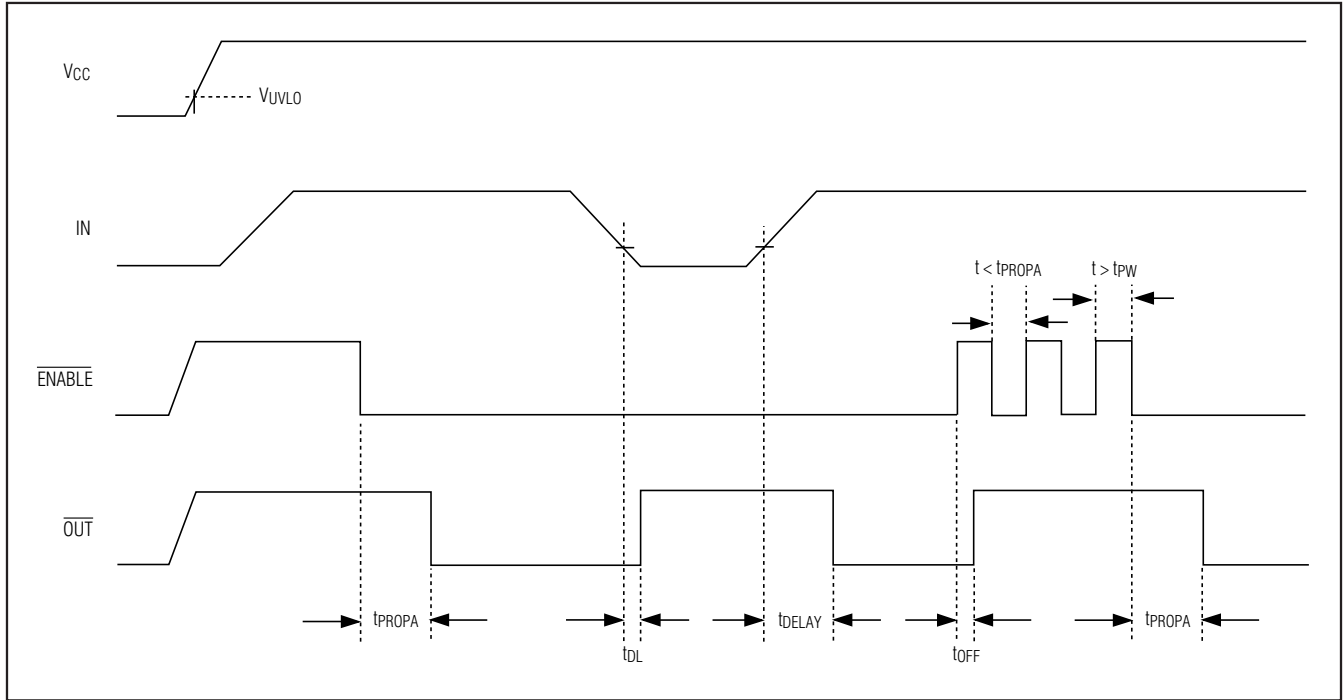 VCC
VUVLO
IN
t < tPROPA
t > tPW
ENABLE
OUT
tPROPA
tDL
tDELAY
tOFF
tPROPA